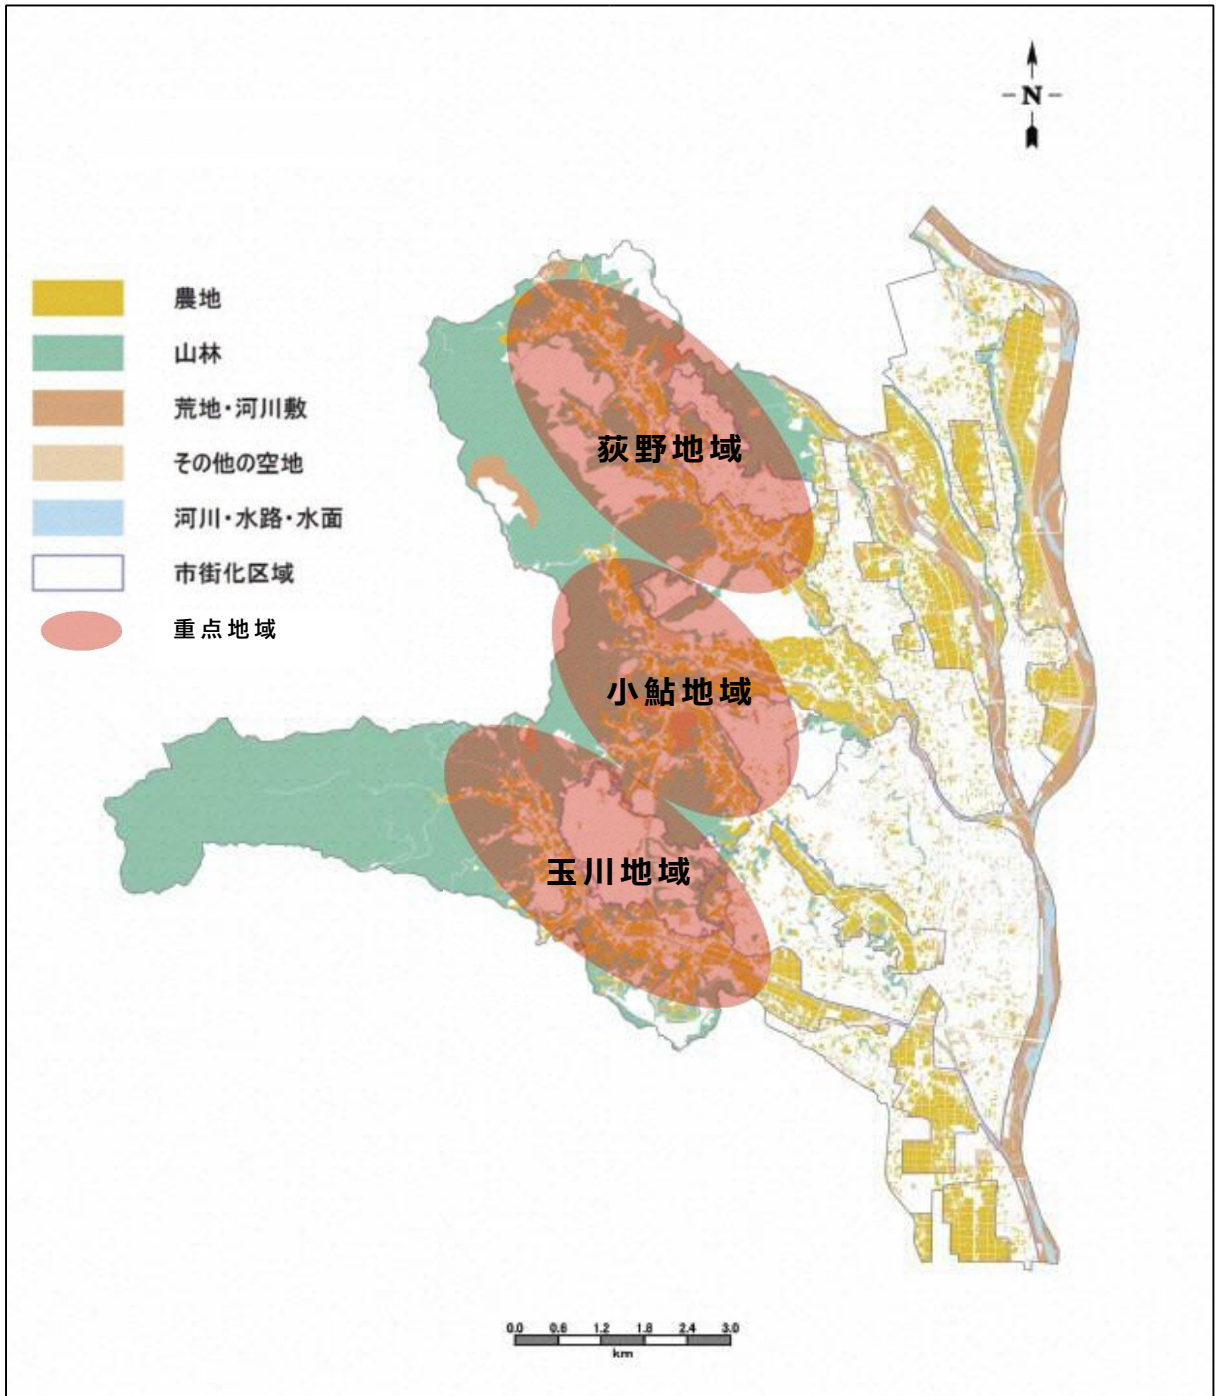 N
農地
山林
荒地・河川敷
その他の空地
河川・水路・水面
市街化区域
重点地域
荻野地域
小鮎地域
玉川地域
0.0 0.6 1.2 1.8 2.4 3.0
km